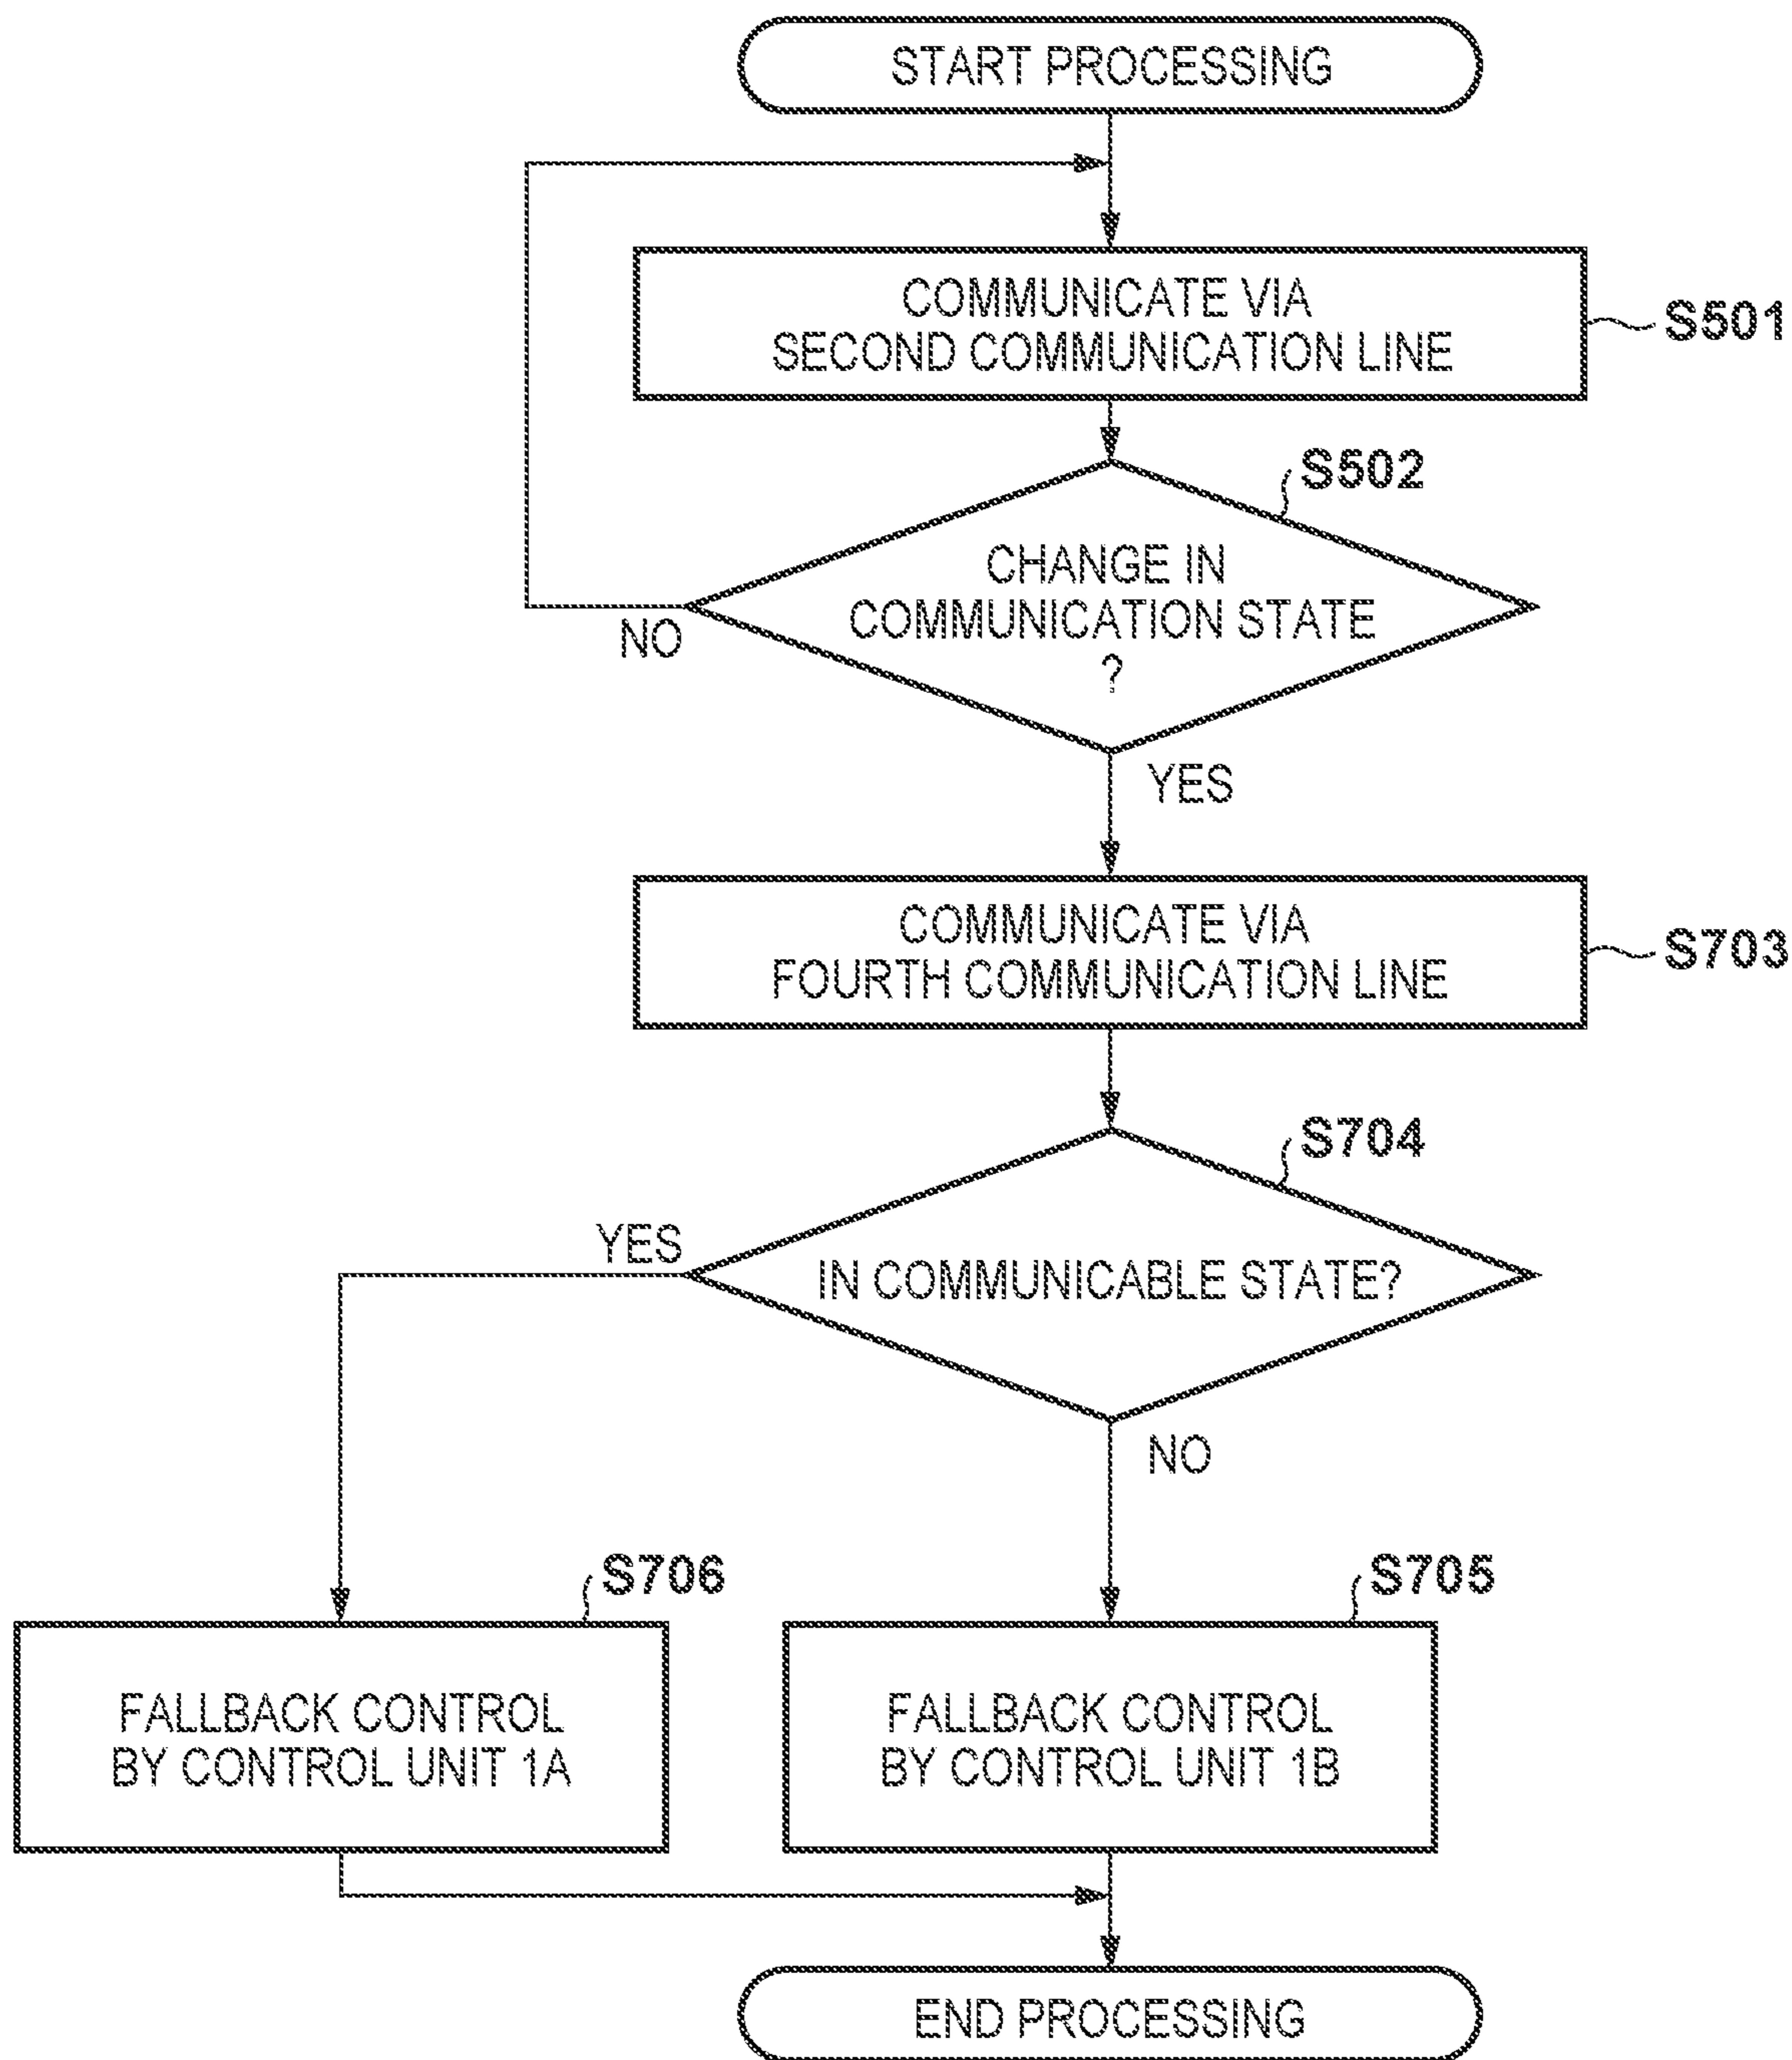 START PROCESSING
COMMUNICATE VIA
SECOND COMMUNICATION LINE
S501
S502
CHANGE IN
COMMUNICATION STATE
?
NO
YES
COMMUNICATE VIA
FOURTH COMMUNICATION LINE
S703
S704
YES
IN COMMUNICABLE STATE?
NO
S706
FALLBACK CONTROL
BY CONTROL UNIT 1A
S705
FALLBACK CONTROL
BY CONTROL UNIT 1B
END PROCESSING